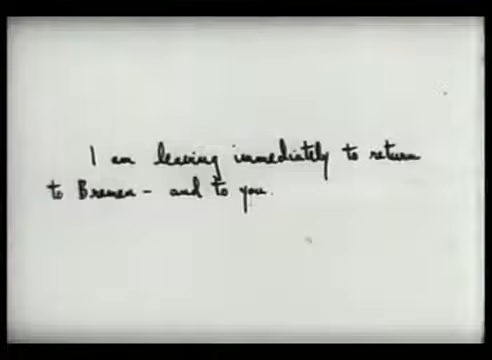 I am leaving immediately to return
to Bremen - and to you.